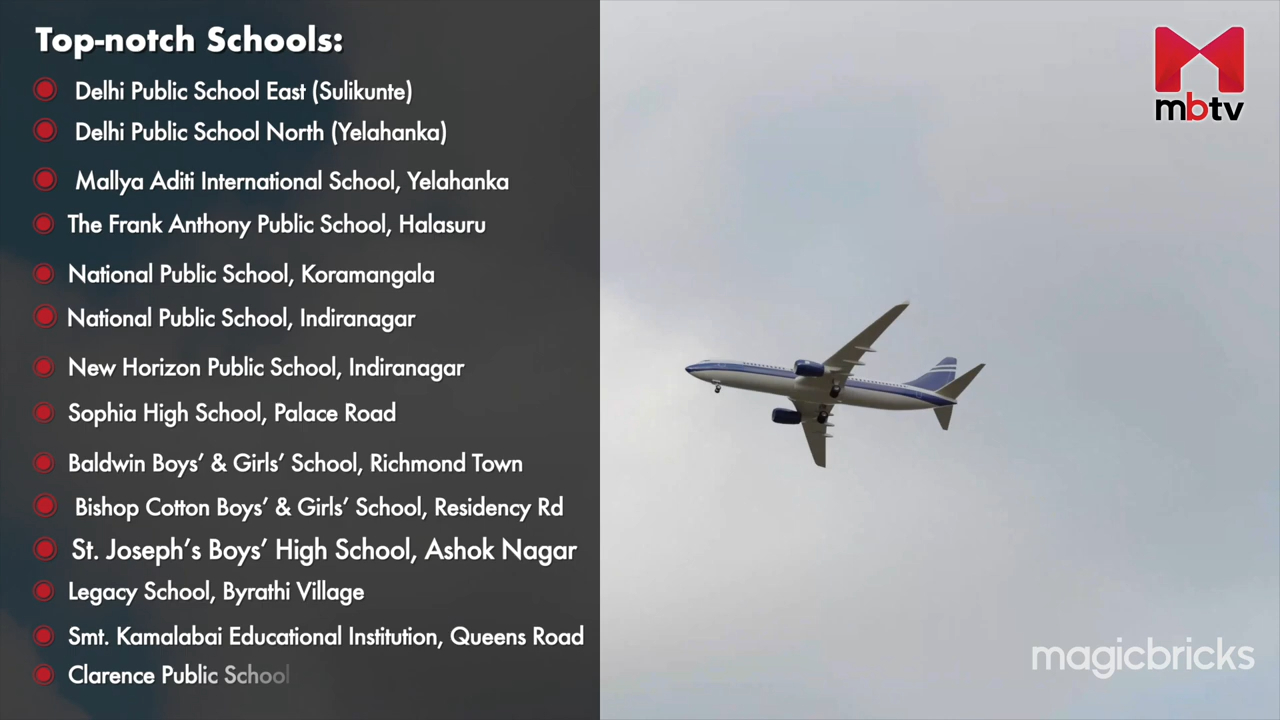 Top-notch Schools:
Delhi Public School East (Sulikunte)
Delhi Public School North (Yelahanka)
Mallya Aditi International School, Yelahanka
The Frank Anthony Public School, Halasuru
National Public School, Koramangala
National Public School, Indiranagar
New Horizon Public School, Indiranagar
Sophia High School, Palace Road
Baldwin Boys’ & Girls’ School, Richmond Town
Bishop Cotton Boys’ & Girls’ School, Residency Rd
St. Joseph’s Boys’ High School, Ashok Nagar
Legacy School, Byrathi Village
Smt. Kamalabai Educational Institution, Queens Road
Clarence Public School
mbtv
magicbricks